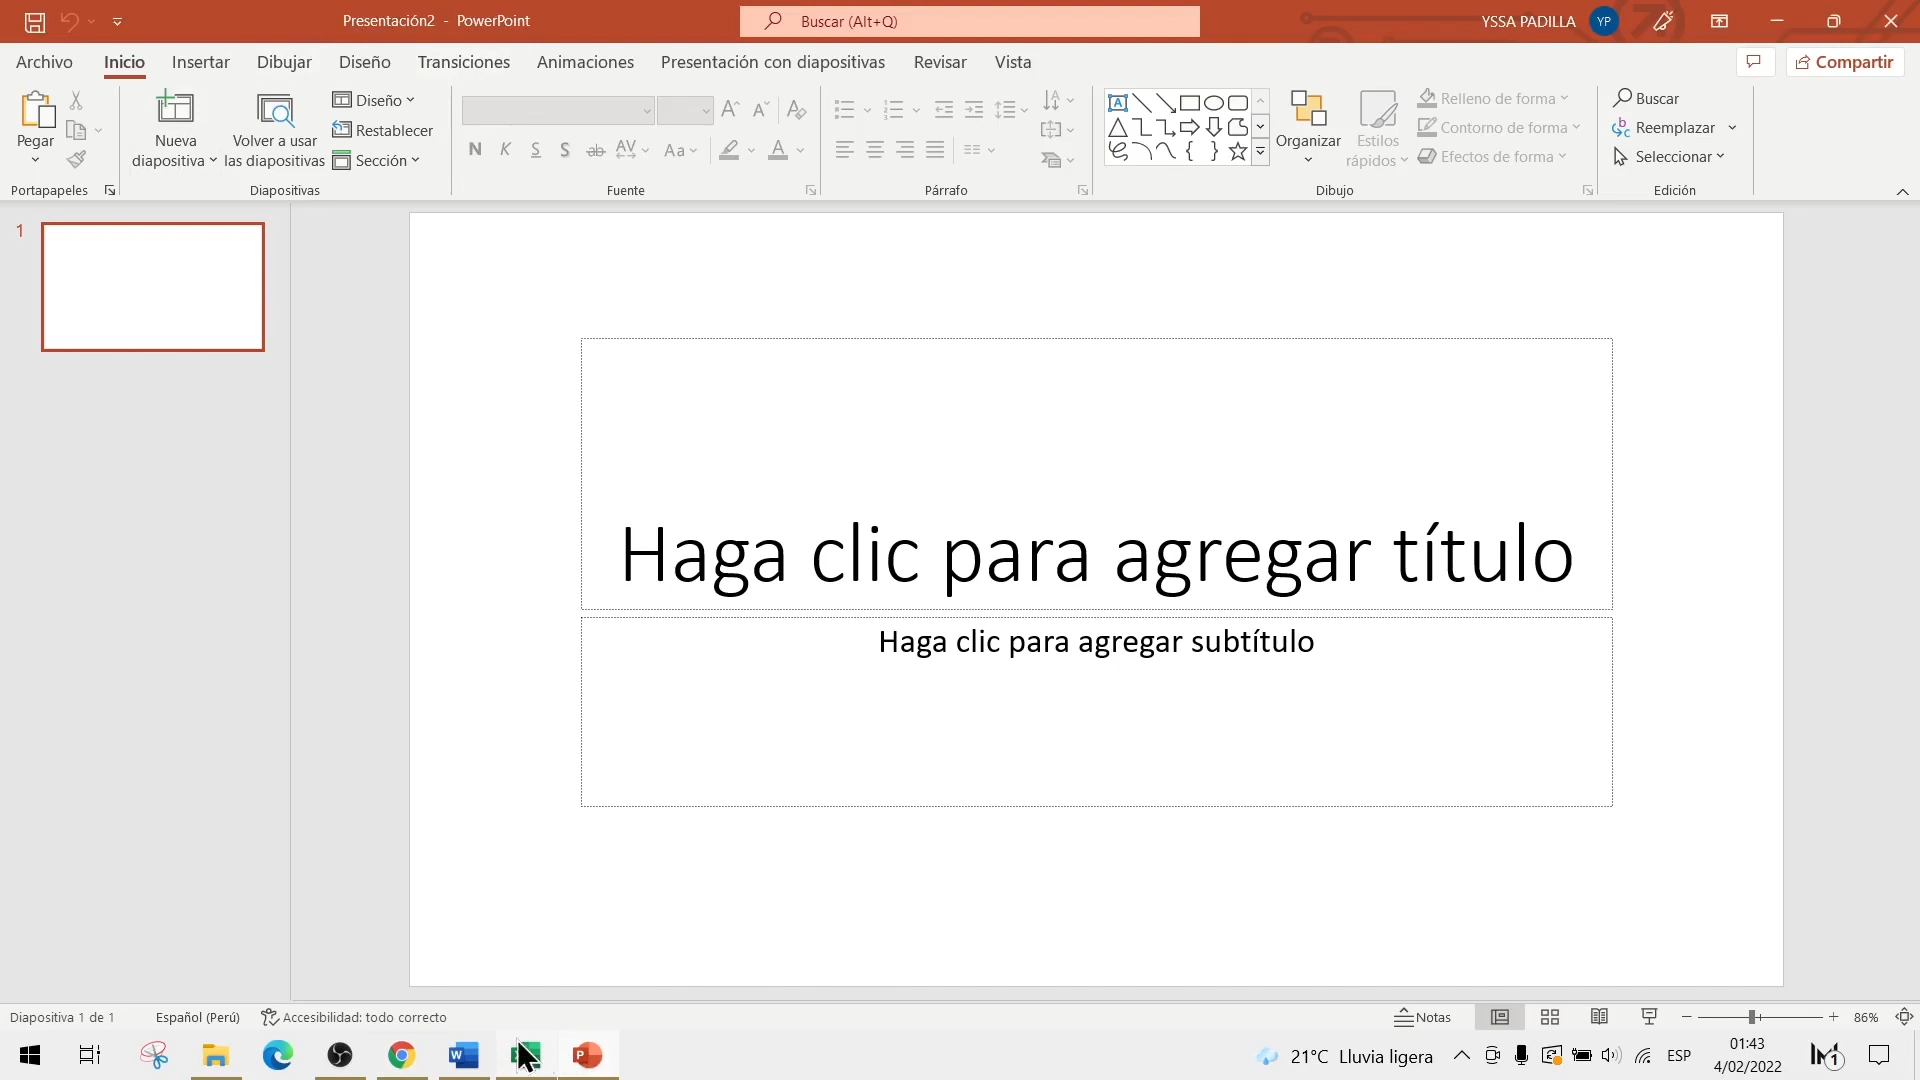 Presentación2 - PowerPoint
Buscar (Alt+Q)
YSSA PADILLA
YP
Archivo
Inicio
Insertar
Dibujar
Diseño
Transiciones
Animaciones
Presentación con diapositivas
Revisar
Vista
Compartir
Pegar
Nueva
diapositiva
Volver a usar
las diapositivas
Diseño
Restablecer
Sección
N K S S ab AV Aa A
Organizar
Estilos
rápidos
Relleno de forma
Contorno de forma
Efectos de forma
Buscar
Reemplazar
Seleccionar
Portapapeles
Diapositivas
Fuente
Párrafo
Dibujo
Edición
1
Haga clic para agregar título
Haga clic para agregar subtítulo
Diapositiva 1 de 1
Español (Perú)
Accesibilidad: todo correcto
Notas
86%
21°C Lluvia ligera
ESP
01:43
4/02/2022
1